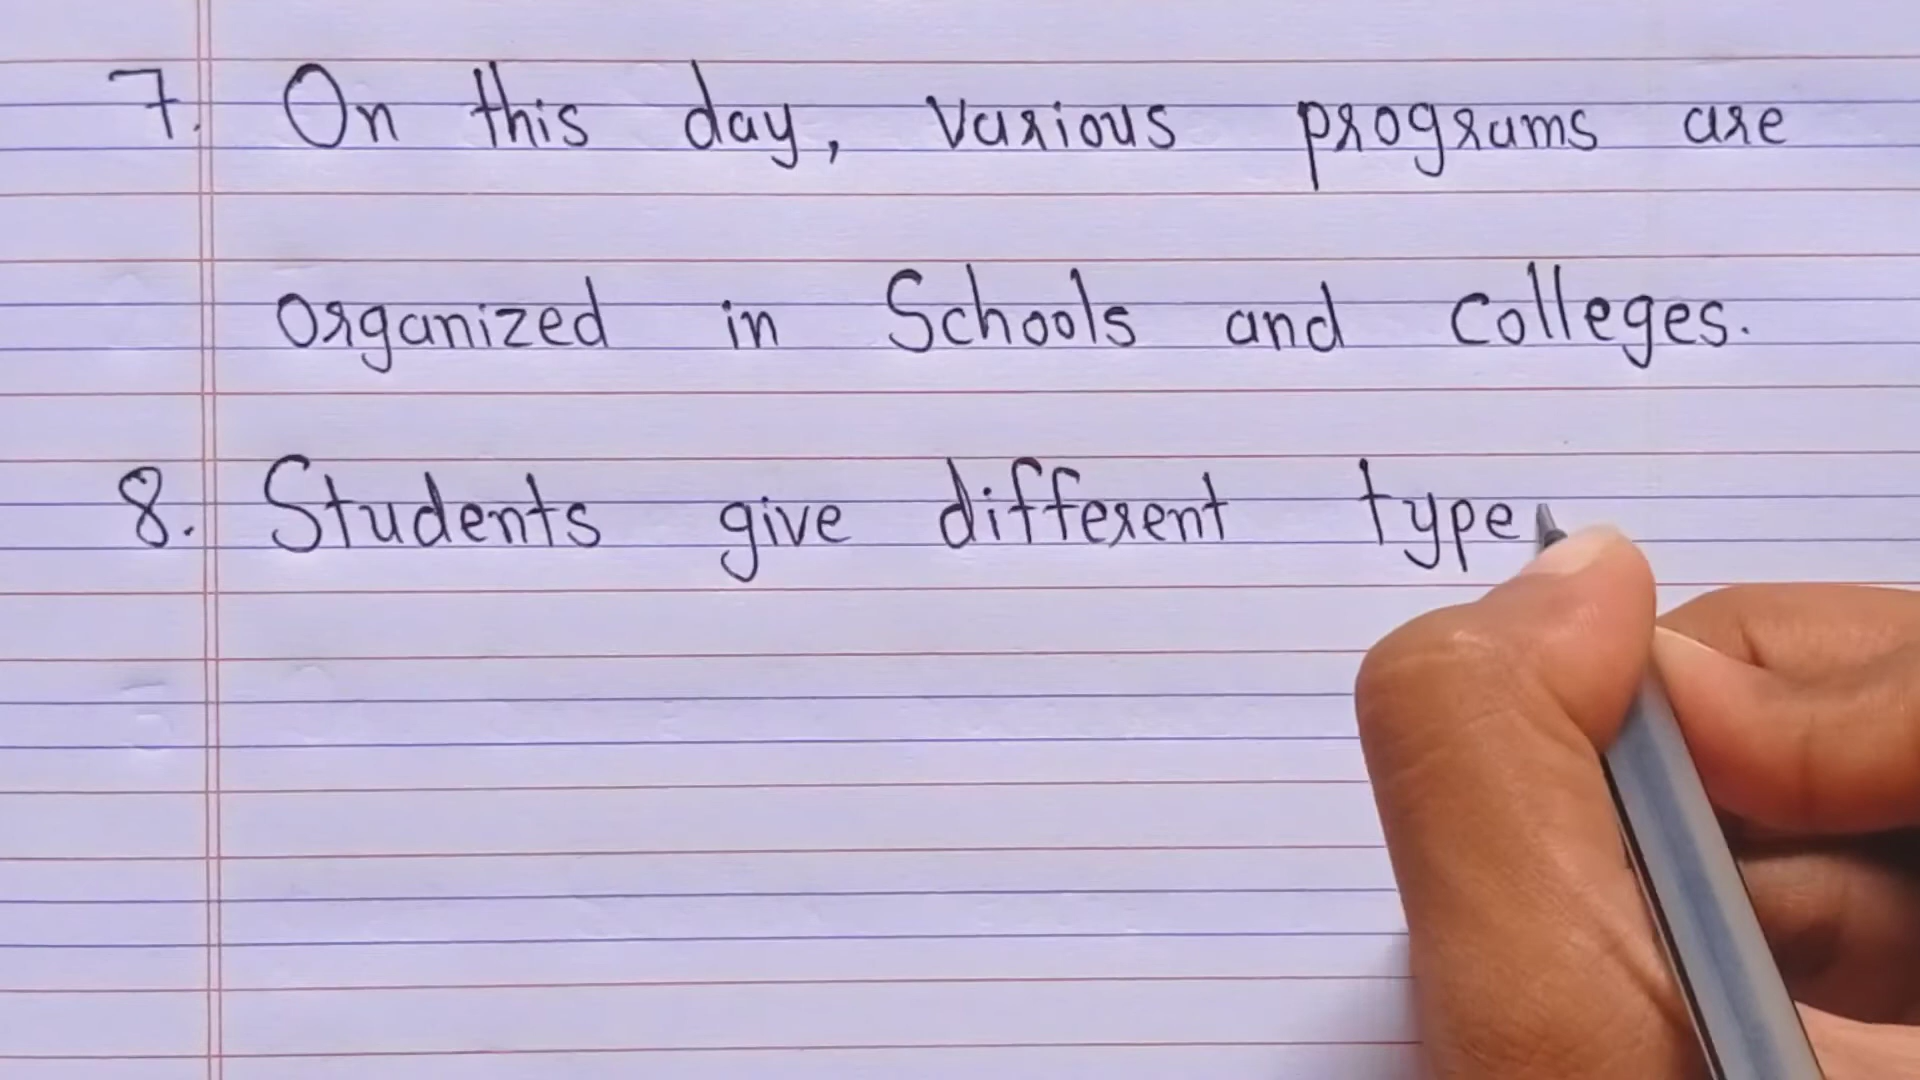 7. On this day, various programs are
organized in Schools and colleges.
8. Students give different type